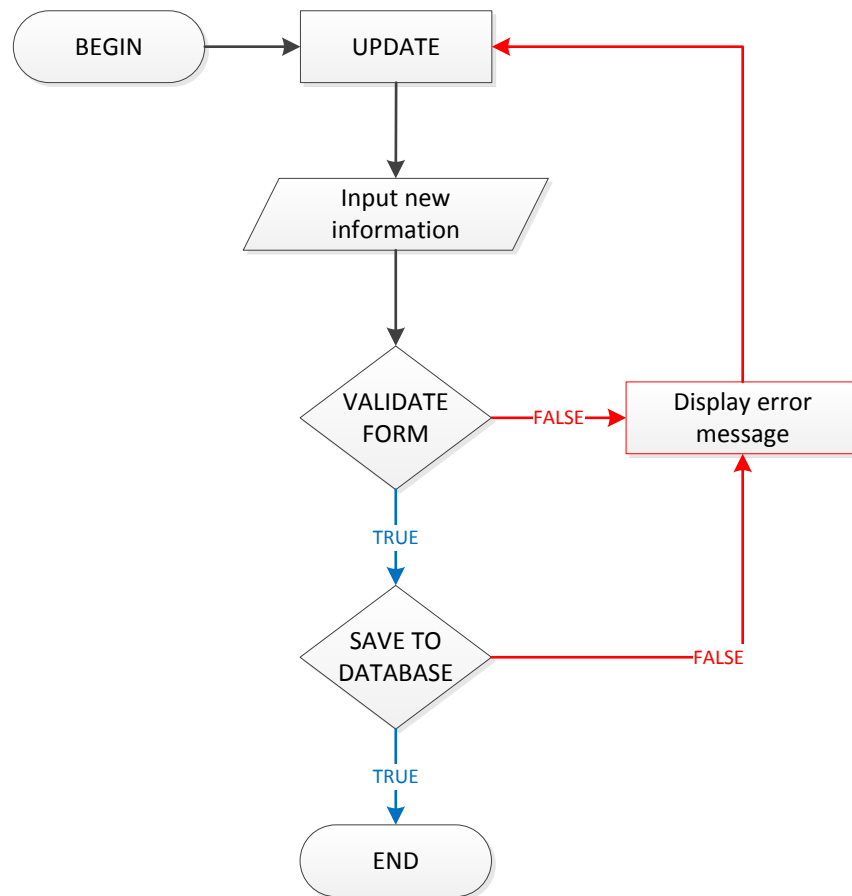 BEGIN
UPDATE
Input new
information
VALIDATE
FORM
FALSE
Display error
message
TRUE
SAVE TO
DATABASE
FALSE
TRUE
END